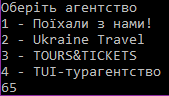 Оберіть агентство
1 - Поїхали з нами!
2 - Ukraine Travel
3 - TOURS&TICKETS
4 - TUI-турагентство
65